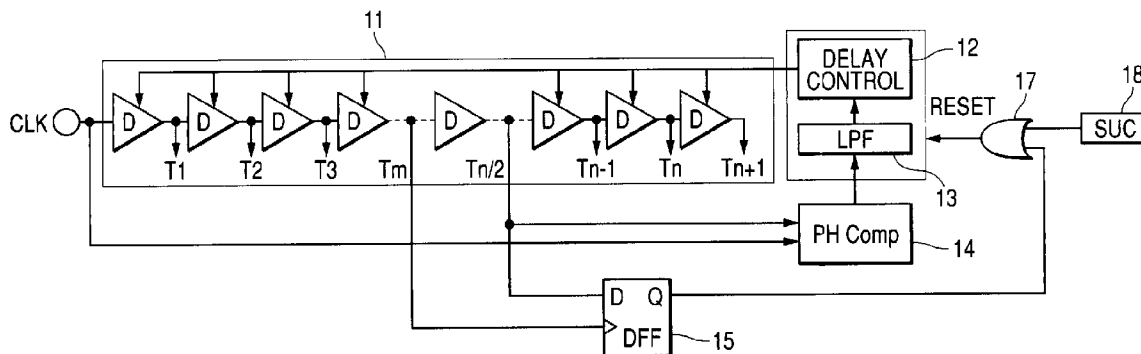 11
12
DELAY
CONTROL
18
17
RESET
SUC
CLK
D D D D D D D D
LPF
T1 T2 T3 Tm Tn/2 Tn-1 Tn Tn+1
13
PH Comp
14
D Q
DFF
15